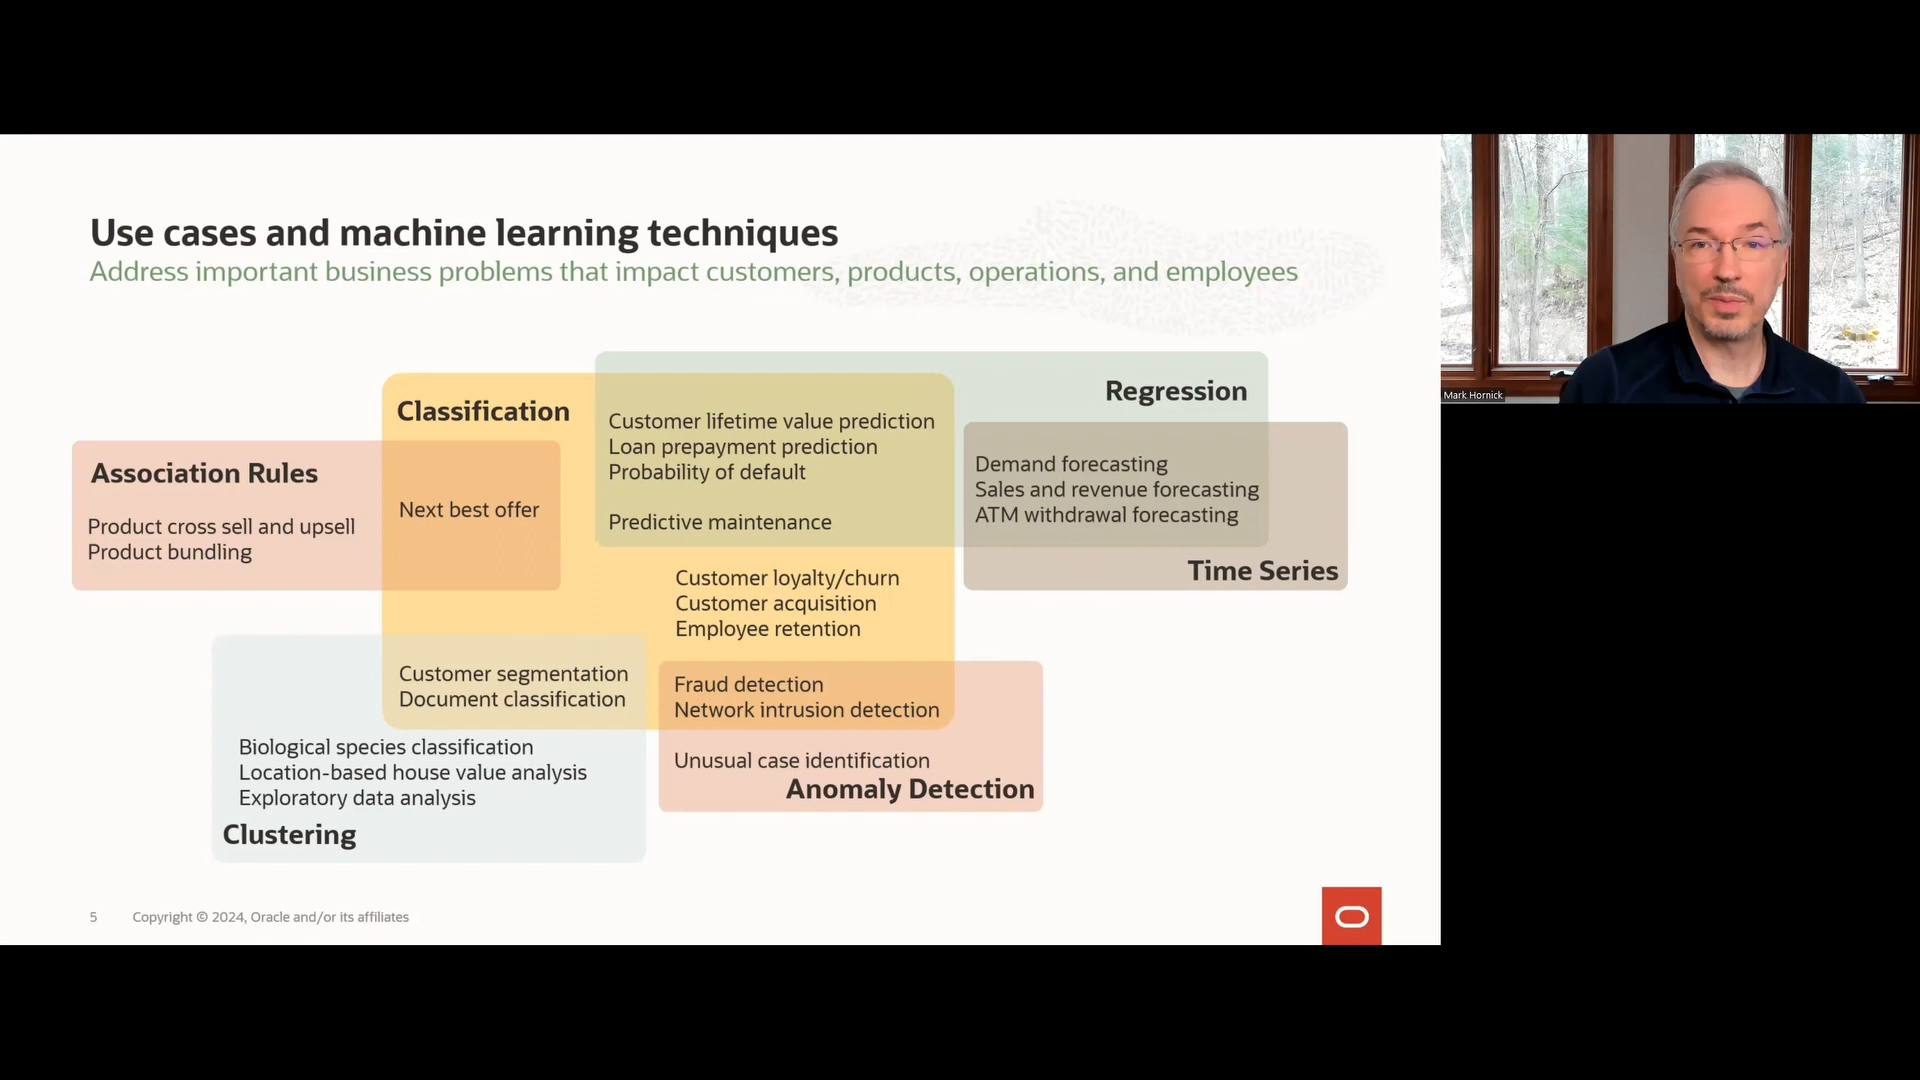 Use cases and machine learning techniques
Address important business problems that impact customers, products, operations, and employees
Association Rules
Product cross sell and upsell
Product bundling
Classification
Next best offer
Customer lifetime value prediction
Loan prepayment prediction
Probability of default
Predictive maintenance
Regression
Demand forecasting
Sales and revenue forecasting
ATM withdrawal forecasting
Time Series
Customer loyalty/churn
Customer acquisition
Employee retention
Customer segmentation
Document classification
Biological species classification
Location-based house value analysis
Exploratory data analysis
Clustering
Fraud detection
Network intrusion detection
Unusual case identification
Anomaly Detection
5
Copyright © 2024, Oracle and/or its affiliates
Mark Hornick